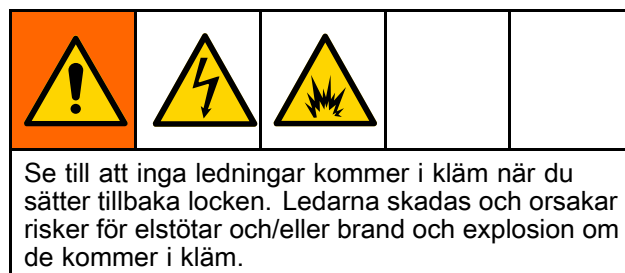 Se till att inga ledningar kommer i kläm när du
sätter tillbaka locken. Ledarna skadas och orsakar
risker för elstötar och/eller brand och explosion om
de kommer i kläm.